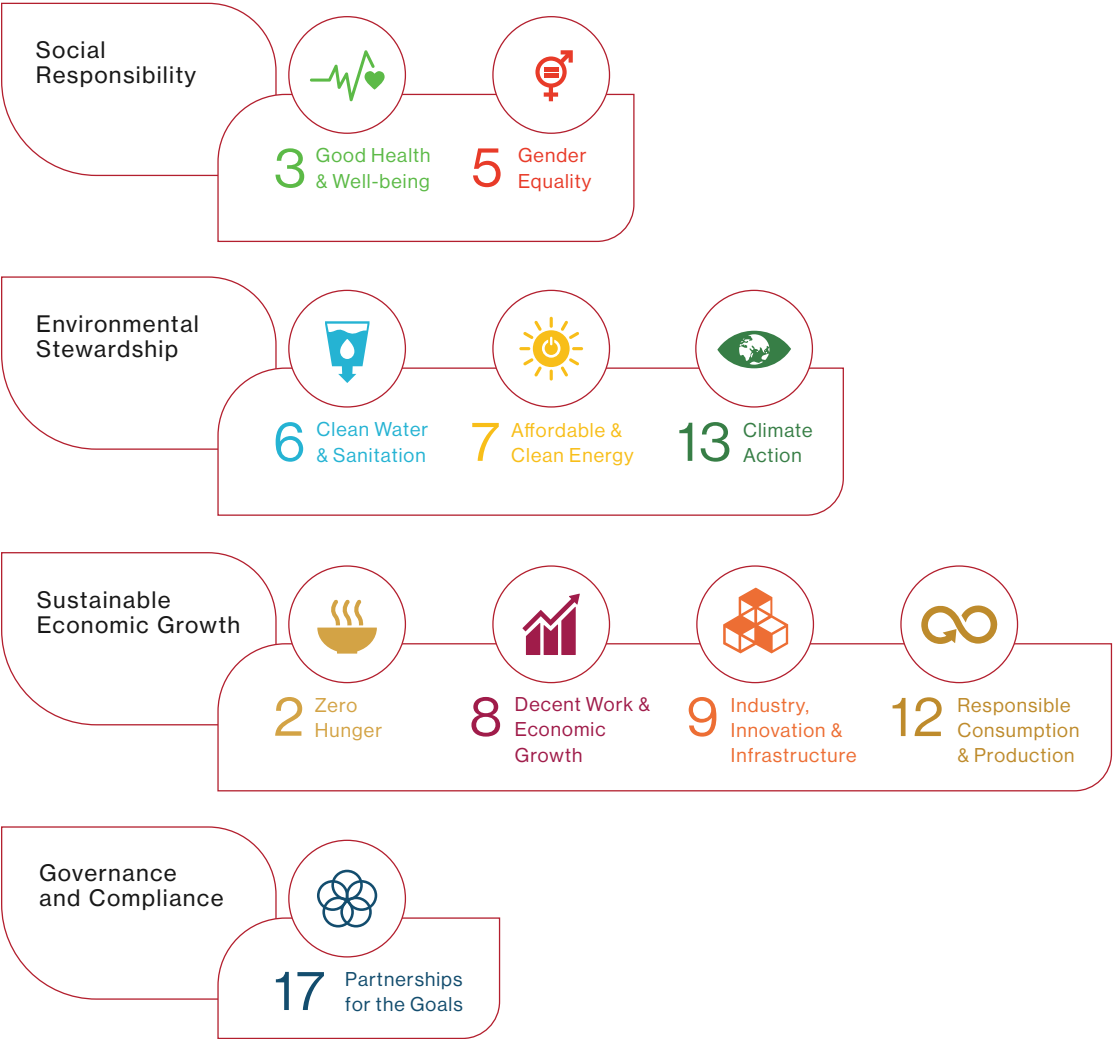 Social
Responsibility
3 Good Health
& Well-being
5 Gender
Equality
Environmental
Stewardship
6 Clean Water
& Sanitation
7 Affordable &
Clean Energy
13 Climate
Action
Sustainable
Economic Growth
2 Zero
Hunger
8 Decent Work &
Economic
Growth
9 Industry,
Innovation &
Infrastructure
12 Responsible
Consumption
& Production
Governance
and Compliance
17 Partnerships
for the Goals